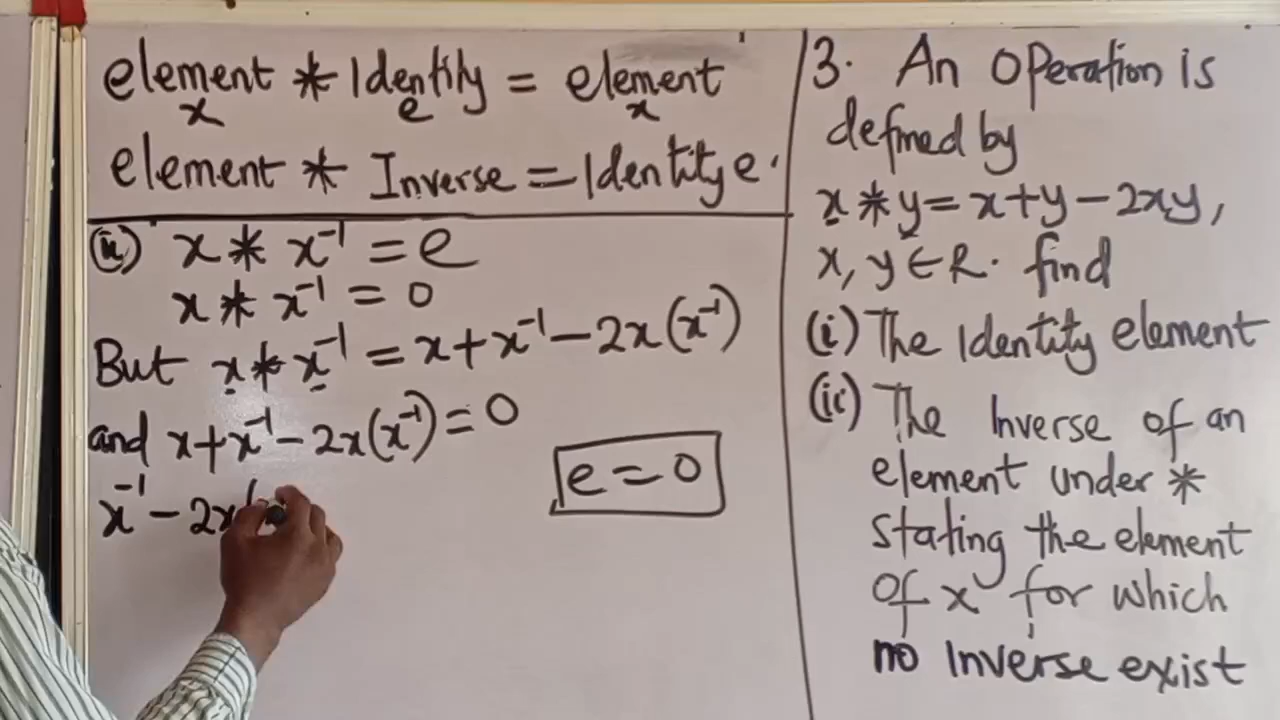 element * Identity = element
x e x
element * Inverse = Identity e.
(ii) x * x⁻¹ = e
x * x⁻¹ = 0
But x * x⁻¹ = x + x⁻¹ − 2x(x⁻¹)
and x + x⁻¹ − 2x(x⁻¹) = 0
x⁻¹ − 2x(
e = 0
3. An Operation is
defined by
x * y = x + y − 2xy,
x, y ∈ R. find
(i) The Identity element
(ii) The Inverse of an
element under *
stating the element
of x for which
no Inverse exist